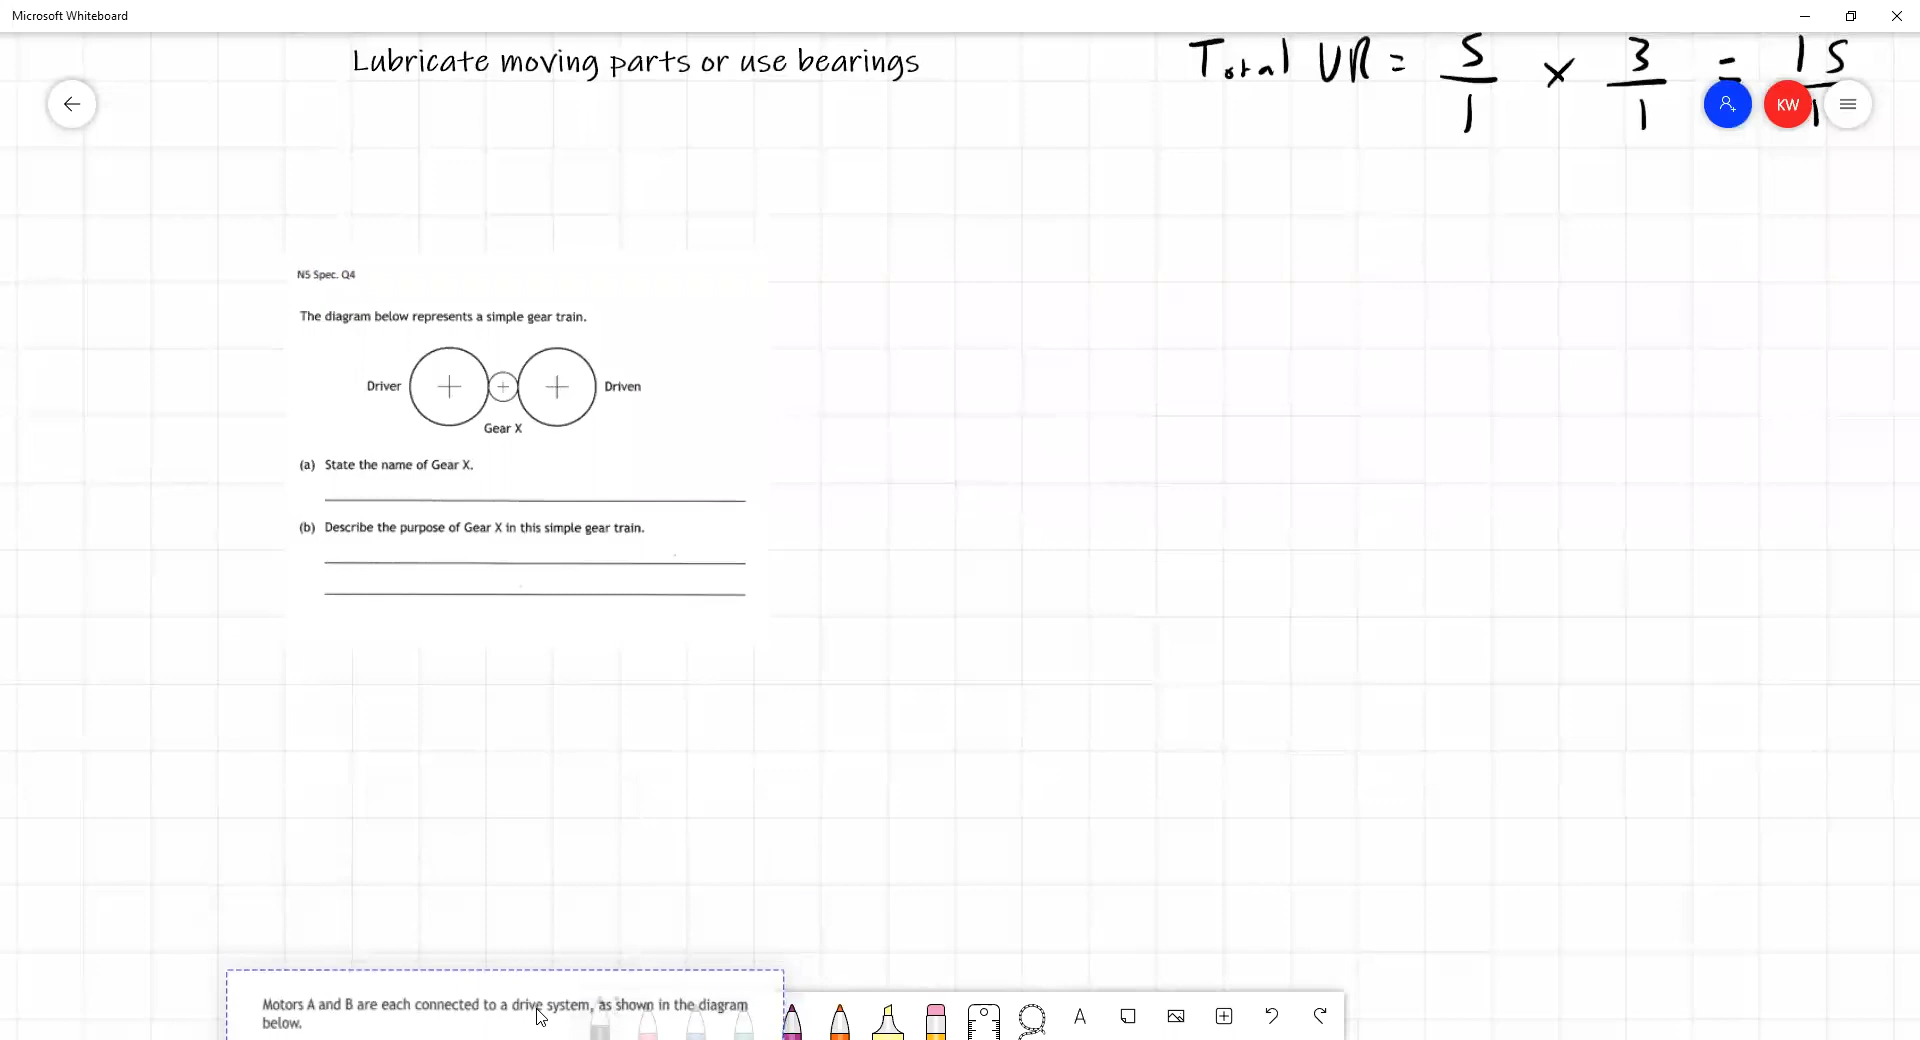 Microsoft Whiteboard
Lubricate moving parts or use bearings
Total VR = 5/1 × 3/1 = 15/1
KW
N5 Spec. Q4
The diagram below represents a simple gear train.
Driver
Driven
Gear X
(a) State the name of Gear X.
(b) Describe the purpose of Gear X in this simple gear train.
Motors A and B are each connected to a drive system, as shown in the diagram
below.
A